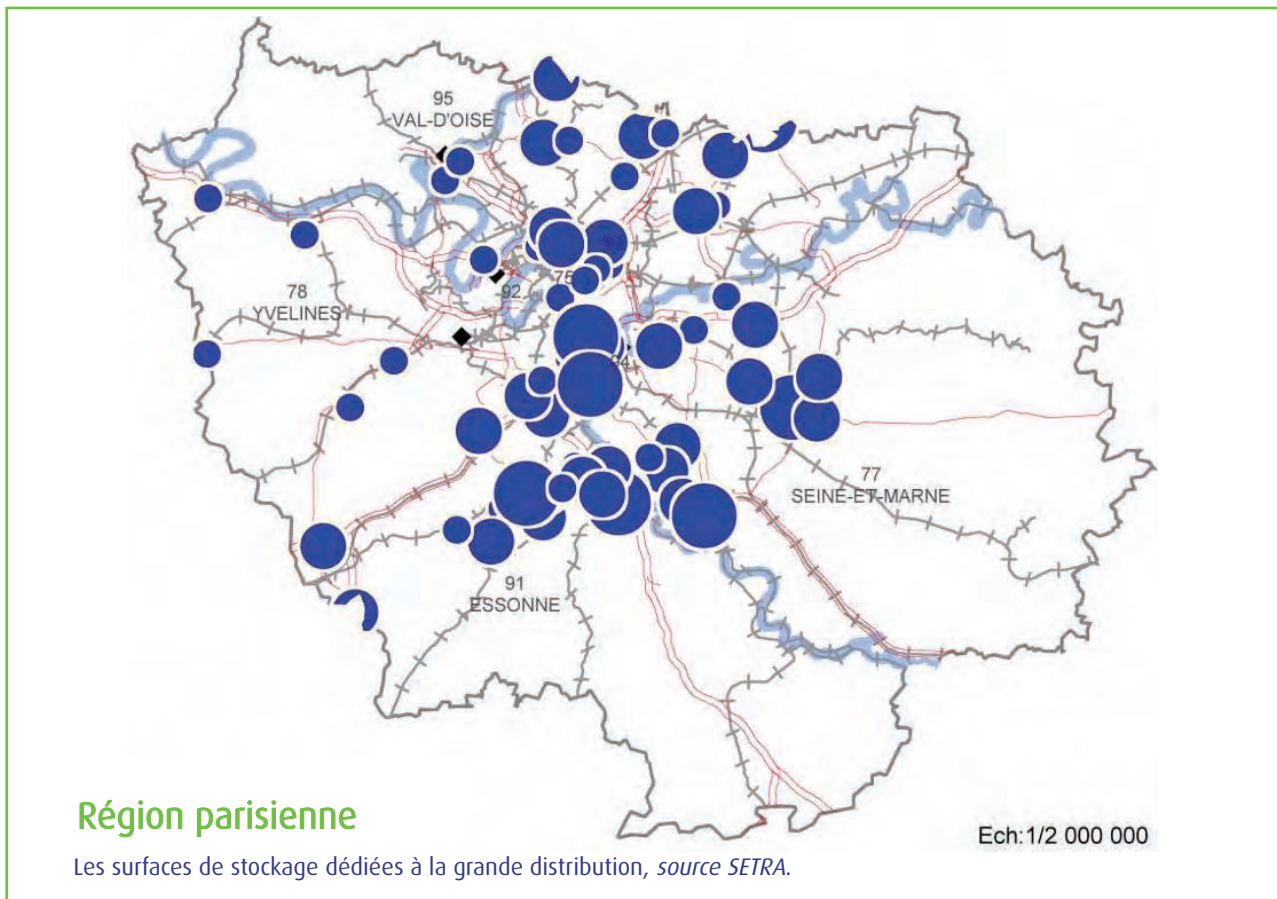 95
VAL-D'OISE
78
YVELINES
92
75
94
77
SEINE-ET-MARNE
91
ESSONNE
Région parisienne
Ech:1/2 000 000
Les surfaces de stockage dédiées à la grande distribution, source SETRA.